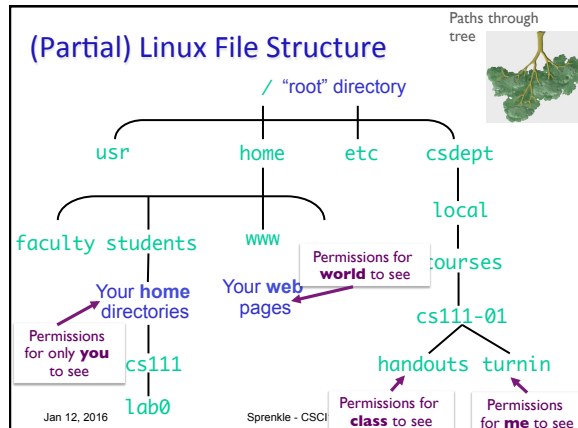 Paths through
tree
(Partial) Linux File Structure
/ “root” directory
usr home etc csdept
local
faculty students www
Permissions for
world to see
courses
Your home
directories
Your web
pages
cs111-01
Permissions
for only you
to see
cs111
handouts turnin
lab0
Permissions for
class to see
Permissions
for me to see
Jan 12, 2016 Sprenkle - CSCI